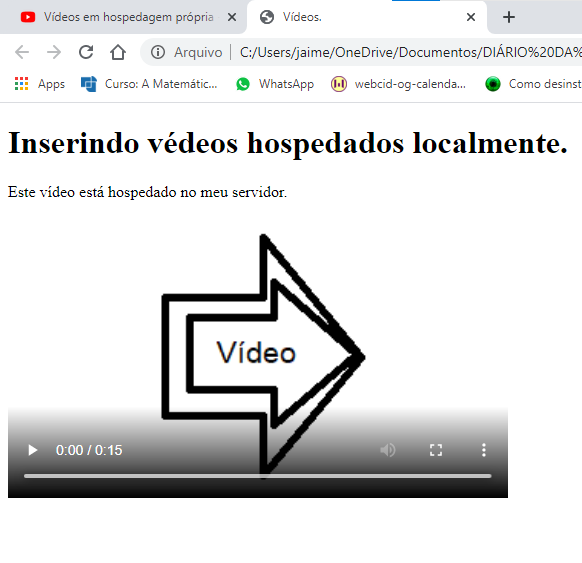 Vídeos em hospedagem própria
Vídeos.
Arquivo
C:/Users/jaime/OneDrive/Documentos/DIÁRIO%20DA%
Apps
Curso: A Matemátic...
WhatsApp
webcid-og-calenda...
Como desinst
Inserindo védeos hospedados localmente.
Este vídeo está hospedado no meu servidor.
Vídeo
0:00 / 0:15